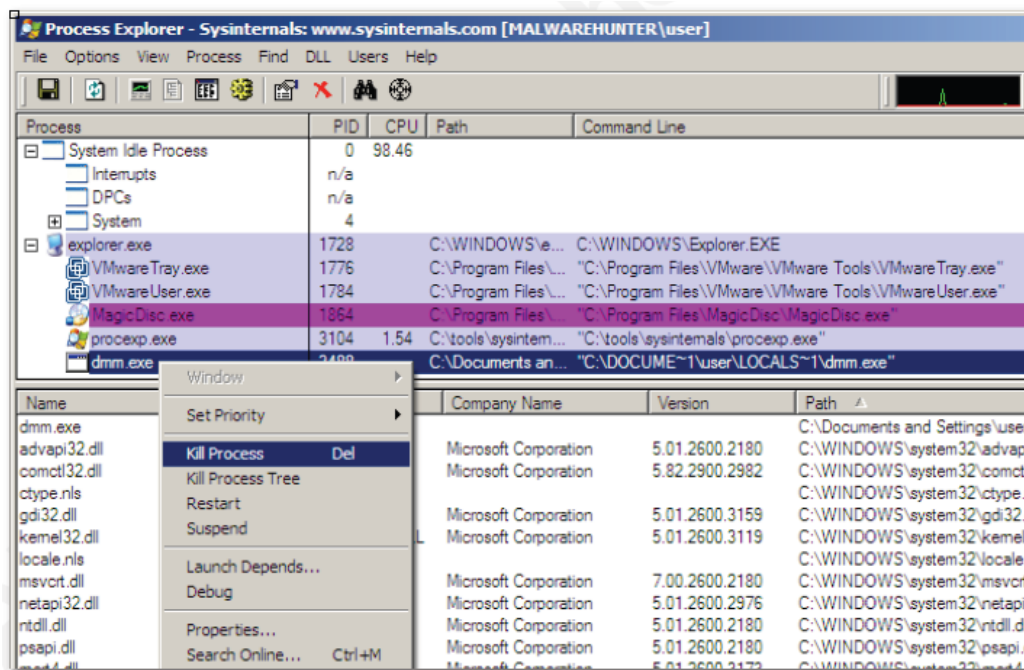 Process Explorer - Sysinternals: www.sysinternals.com [MALWAREHUNTER\user]
File Options View Process Find DLL Users Help
Process PID CPU Path Command Line
System Idle Process 0 98.46
Interrupts n/a
DPCs n/a
System 4
explorer.exe 1728 C:\WINDOWS\e... C:\WINDOWS\Explorer.EXE
VMwareTray.exe 1776 C:\Program Files\... "C:\Program Files\VMware\VMware Tools\VMwareTray.exe"
VMwareUser.exe 1784 C:\Program Files\... "C:\Program Files\VMware\VMware Tools\VMwareUser.exe"
MagicDisc.exe 1864 C:\Program Files\... "C:\Program Files\MagicDisc\MagicDisc.exe"
procexp.exe 3104 1.54 C:\tools\sysintern... "C:\tools\sysinternals\procexp.exe"
dmm.exe C:\Documents an... "C:\DOCUME~1\user\LOCALS~1\dmm.exe"
Window
Set Priority
Kill Process Del
Kill Process Tree
Restart
Suspend
Launch Depends...
Debug
Properties...
Search Online... Ctrl+M
Name Company Name Version Path
dmm.exe C:\Documents and Settings\use
advapi32.dll Microsoft Corporation 5.01.2600.2180 C:\WINDOWS\system32\advap
comctl32.dll Microsoft Corporation 5.82.2900.2982 C:\WINDOWS\system32\comct
ctype.nls C:\WINDOWS\system32\ctype.
gdi32.dll Microsoft Corporation 5.01.2600.3159 C:\WINDOWS\system32\gdi32.
kernel32.dll L Microsoft Corporation 5.01.2600.3119 C:\WINDOWS\system32\kernel
locale.nls C:\WINDOWS\system32\locale
msvcrt.dll Microsoft Corporation 7.00.2600.2180 C:\WINDOWS\system32\msvcr
netapi32.dll Microsoft Corporation 5.01.2600.2976 C:\WINDOWS\system32\netapi
ntdll.dll Microsoft Corporation 5.01.2600.2180 C:\WINDOWS\system32\ntdll.d
psapi.dll Microsoft Corporation 5.01.2600.2180 C:\WINDOWS\system32\psapi.